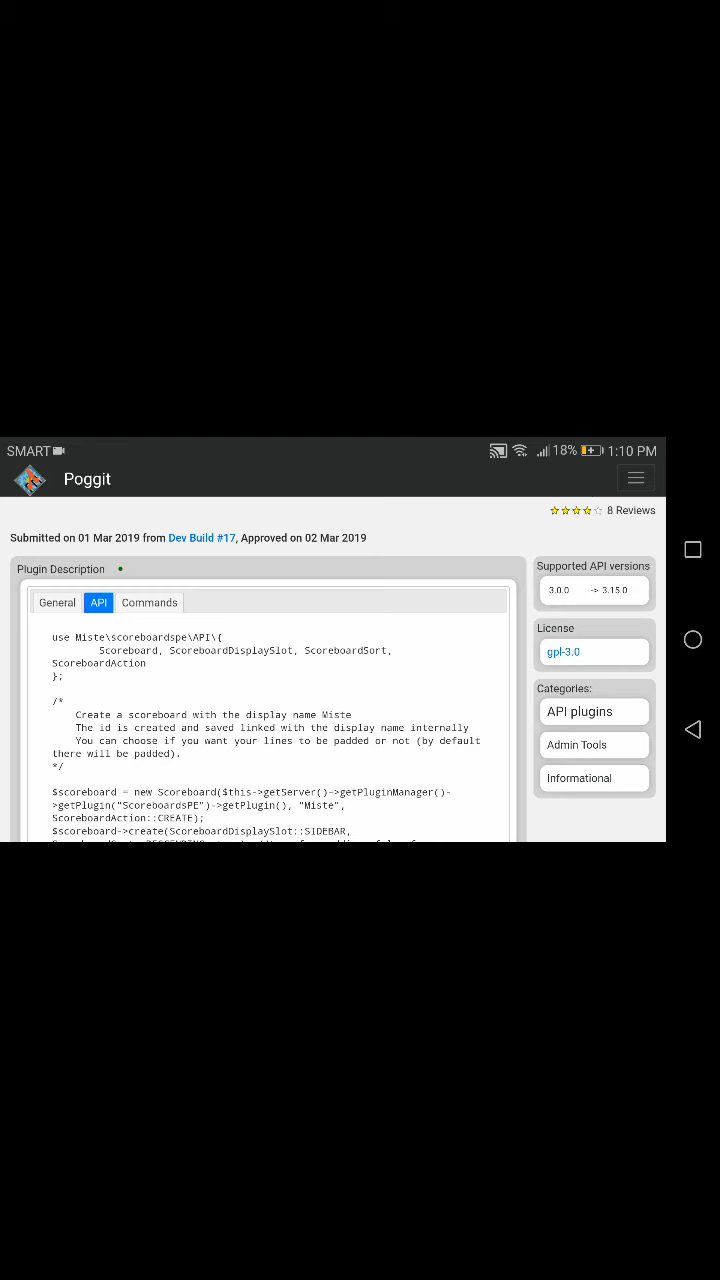 SMART 18% 1:10 PM
Poggit
8 Reviews
Submitted on 01 Mar 2019 from Dev Build #17, Approved on 02 Mar 2019
Plugin Description
General API Commands
use Miste\scoreboardspe\API\{
Scoreboard, ScoreboardDisplaySlot, ScoreboardSort,
ScoreboardAction
};
/*
Create a scoreboard with the display name Miste
The id is created and saved linked with the display name internally
You can choose if you want your lines to be padded or not (by default
there will be padded).
*/
$scoreboard = new Scoreboard($this->getServer()->getPluginManager()-
>getPlugin("ScoreboardsPE")->getPlugin(), "Miste",
ScoreboardAction::CREATE);
$scoreboard->create(ScoreboardDisplaySlot::SIDEBAR,
Supported API versions
3.0.0 -> 3.15.0
License
gpl-3.0
Categories:
API plugins
Admin Tools
Informational